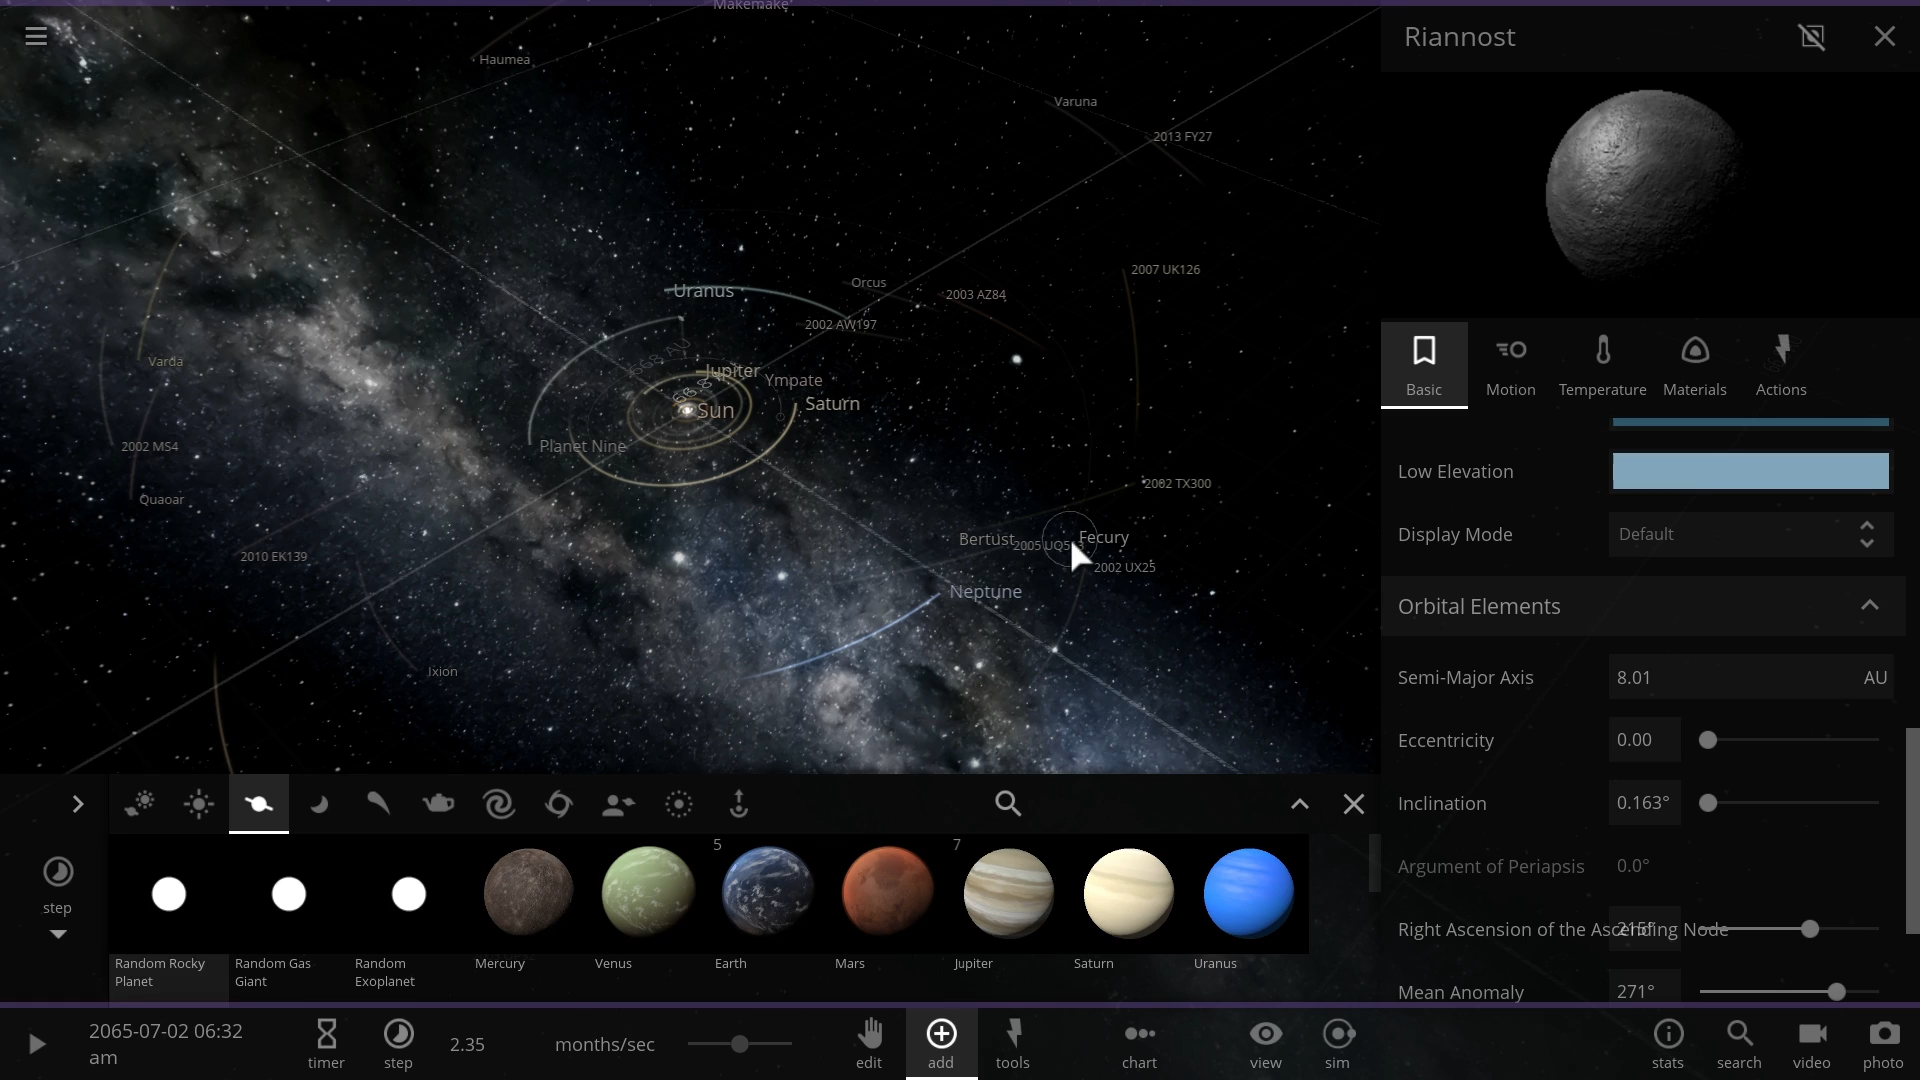 Makemake
Haumea
Varuna
2013 FY27
2007 UK126
Uranus
Orcus
2003 AZ84
2002 AW197
Varda
Jupiter
Ympate
Saturn
Sun
Planet Nine
2002 MS4
Quaoar
2002 TX300
Bertust
Fecury
2010 EK139
2002 UX25
Neptune
Ixion
Riannost
Basic
Motion
Temperature
Materials
Actions
Low Elevation
Display Mode
Default
Orbital Elements
Semi-Major Axis
8.01
AU
Eccentricity
0.00
Inclination
0.163°
Argument of Periapsis
0.0°
Right Ascension of the Ascending Node
215°
Mean Anomaly
271°
step
5
7
Random Rocky
Planet
Random Gas
Giant
Random
Exoplanet
Mercury
Venus
Earth
Mars
Jupiter
Saturn
Uranus
2065-07-02 06:32
am
timer
step
2.35
months/sec
edit
add
tools
chart
view
sim
stats
search
video
photo